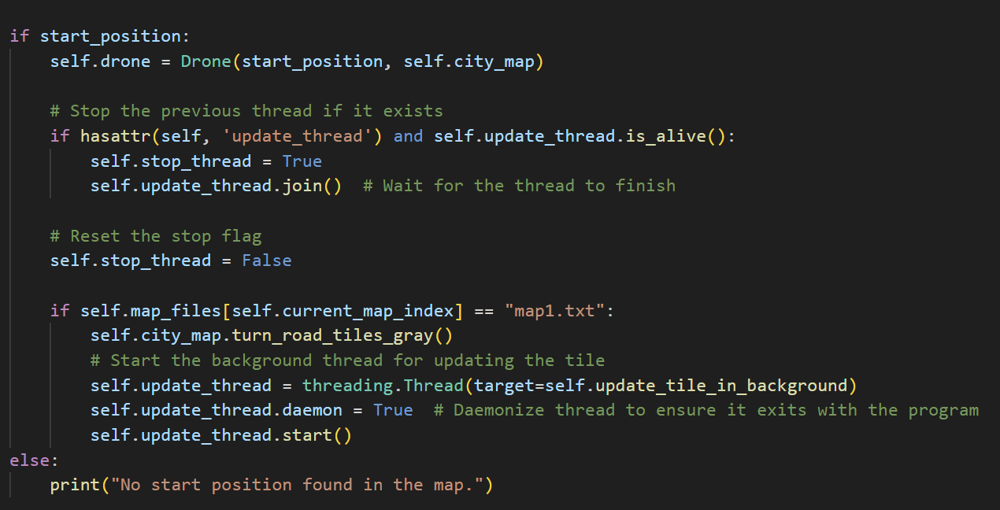 if start_position:
    self.drone = Drone(start_position, self.city_map)

    # Stop the previous thread if it exists
    if hasattr(self, 'update_thread') and self.update_thread.is_alive():
        self.stop_thread = True
        self.update_thread.join()  # Wait for the thread to finish

    # Reset the stop flag
    self.stop_thread = False

    if self.map_files[self.current_map_index] == "map1.txt":
        self.city_map.turn_road_tiles_gray()
        # Start the background thread for updating the tile
        self.update_thread = threading.Thread(target=self.update_tile_in_background)
        self.update_thread.daemon = True  # Daemonize thread to ensure it exits with the program
        self.update_thread.start()
else:
    print("No start position found in the map.")